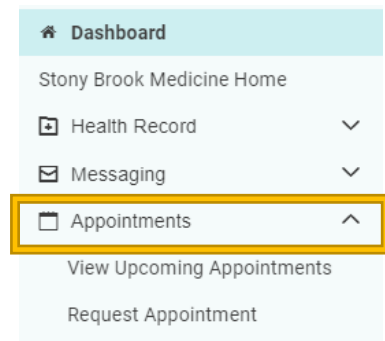 Dashboard
Stony Brook Medicine Home
Health Record
Messaging
Appointments
View Upcoming Appointments
Request Appointment